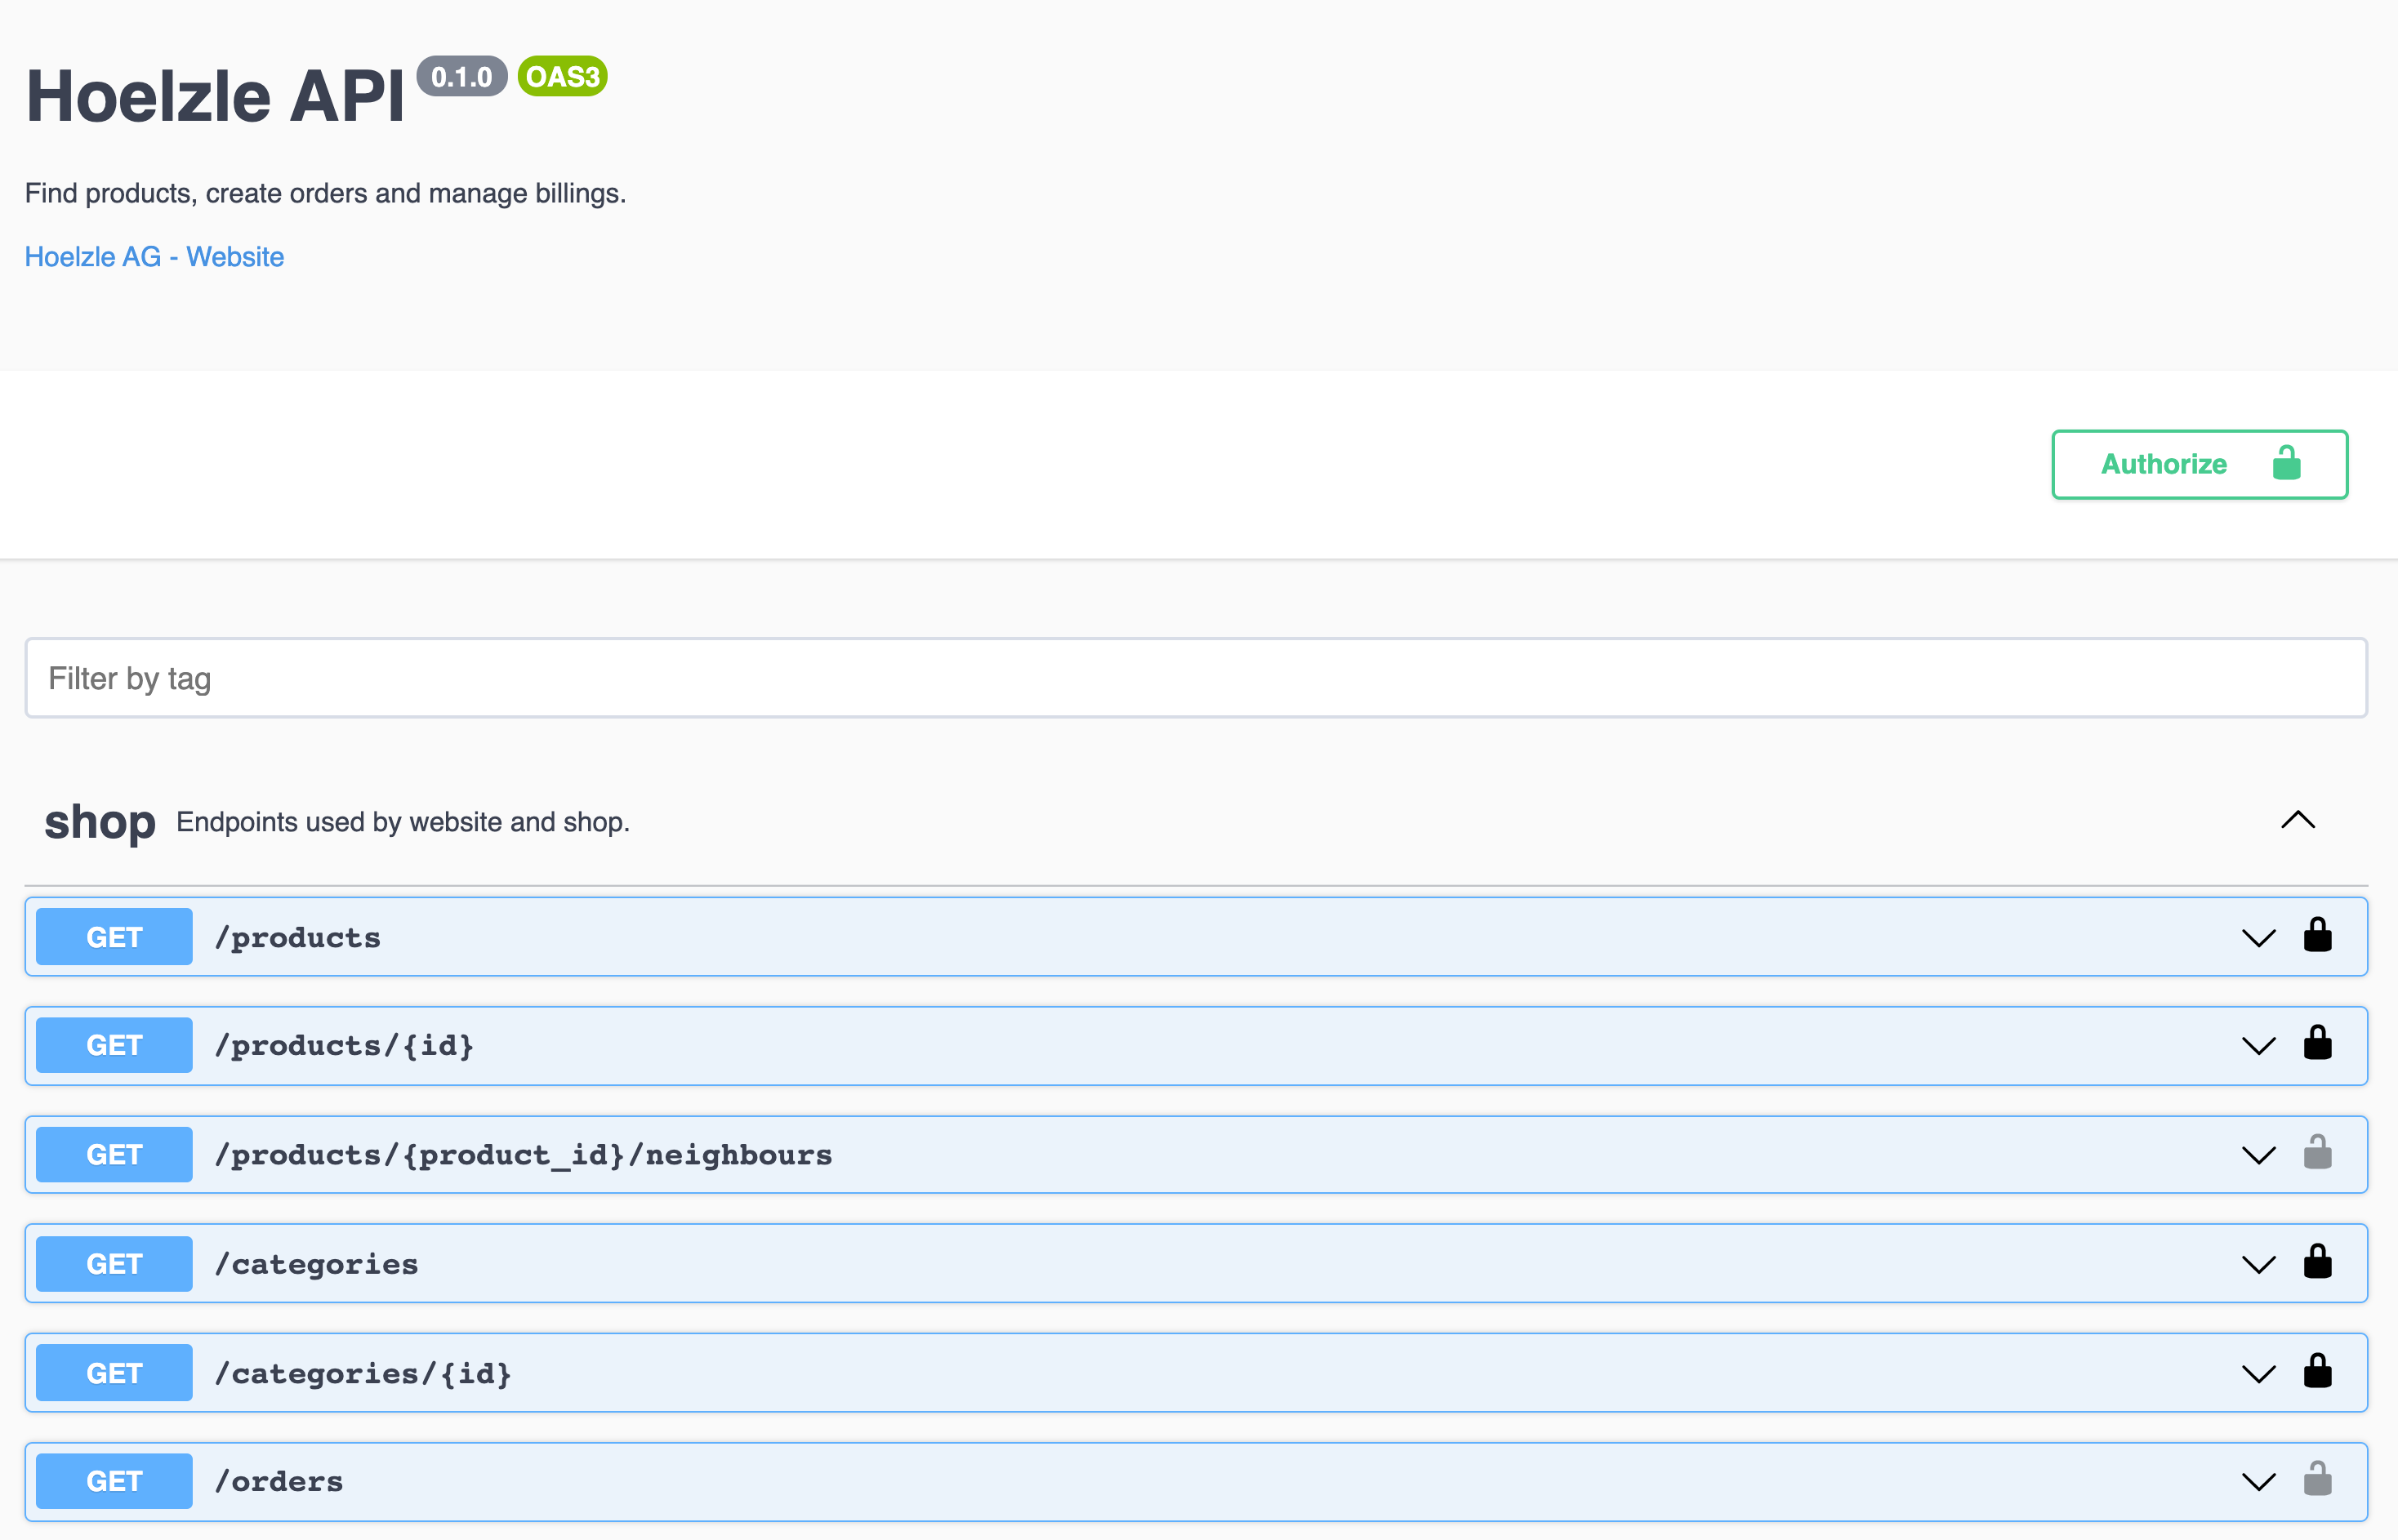 Hoelzle API 0.1.0 OAS3
Find products, create orders and manage billings.
Hoelzle AG - Website
Authorize
Filter by tag
shop Endpoints used by website and shop.
GET /products
GET /products/{id}
GET /products/{product_id}/neighbours
GET /categories
GET /categories/{id}
GET /orders